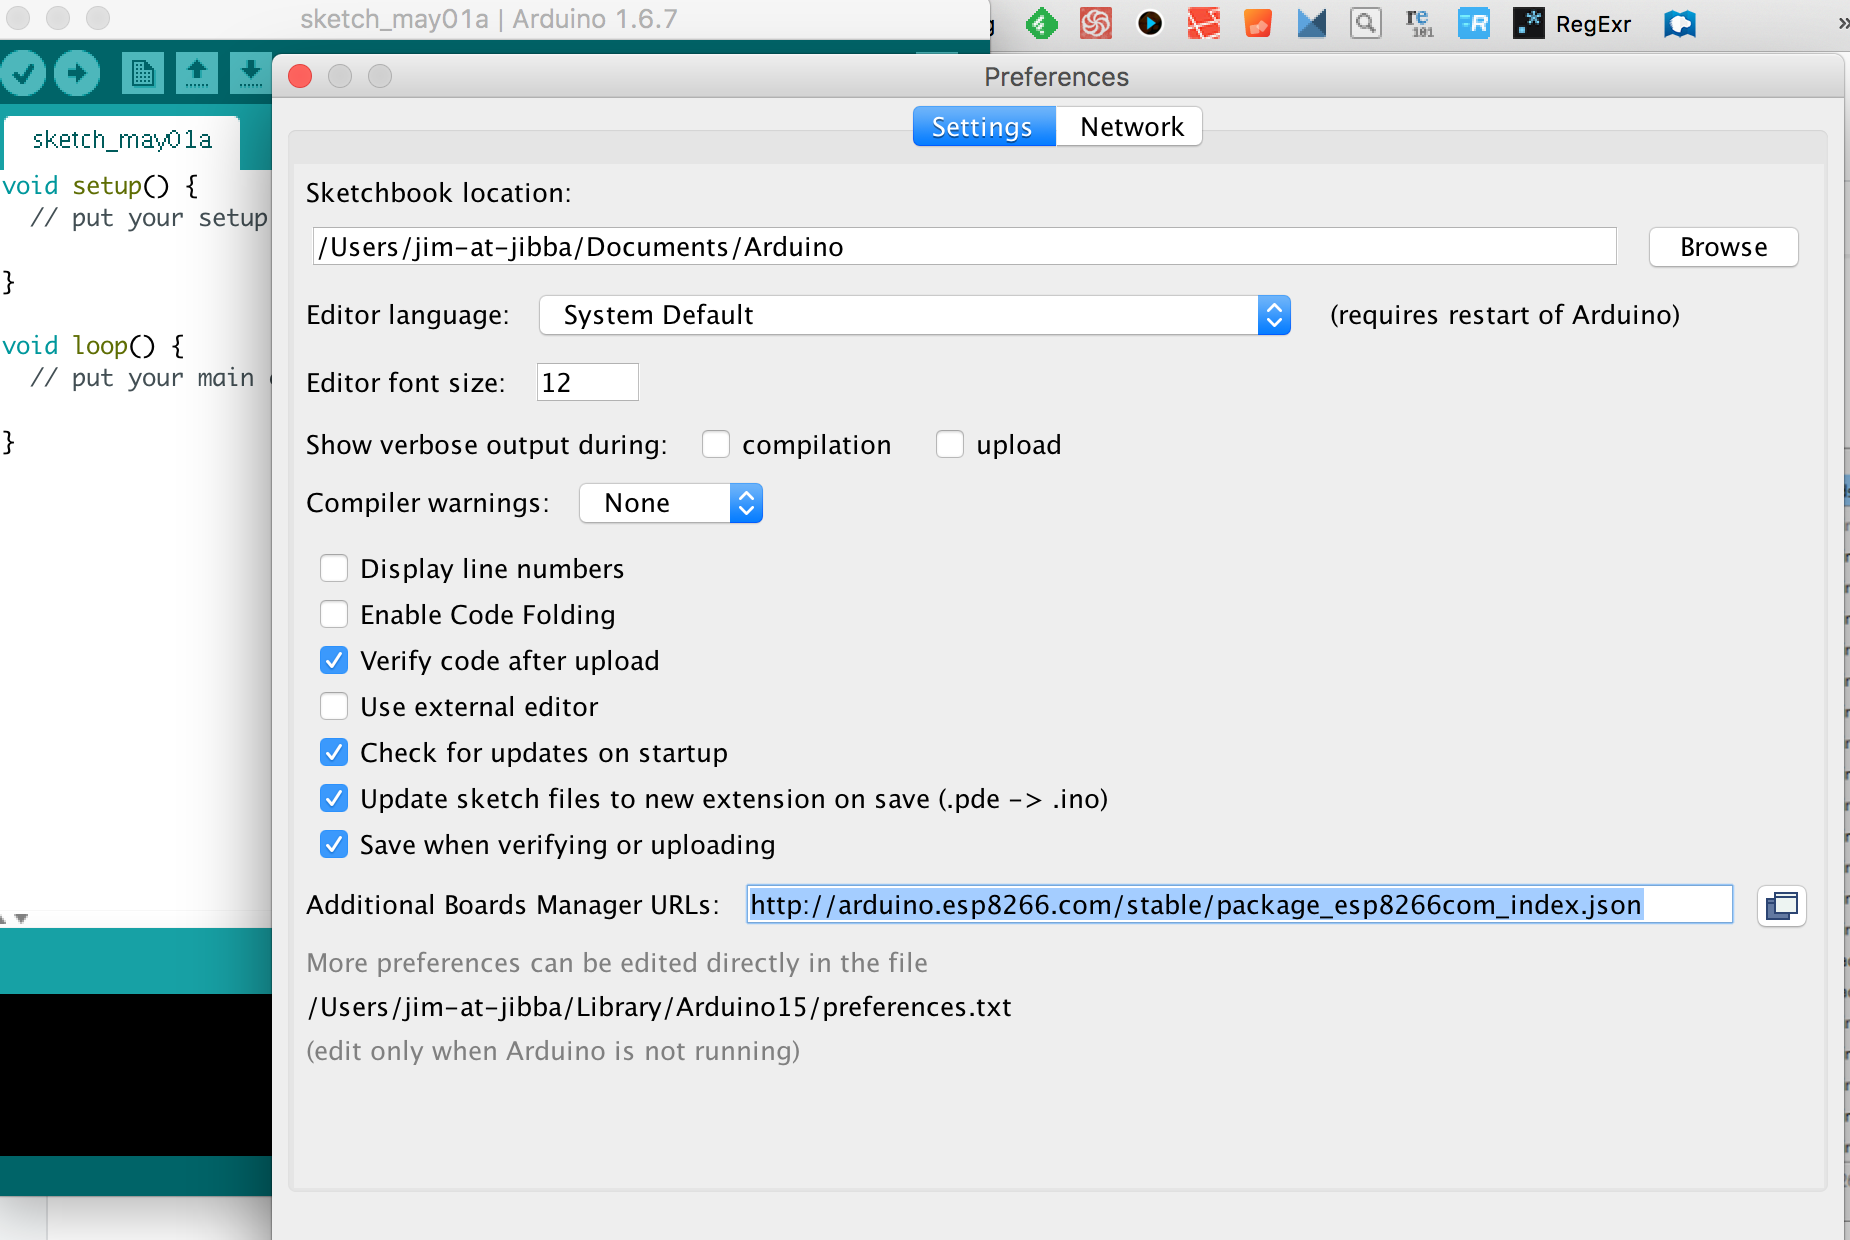 sketch_may01a | Arduino 1.6.7
re
101
R
.*
RegExr
»
Preferences
Settings
Network
sketch_may01a
void setup() {
// put your setup
}
void loop() {
// put your main
}
Sketchbook location:
/Users/jim-at-jibba/Documents/Arduino
Browse
Editor language:
System Default
(requires restart of Arduino)
Editor font size:
12
Show verbose output during:
compilation
upload
Compiler warnings:
None
Display line numbers
Enable Code Folding
Verify code after upload
Use external editor
Check for updates on startup
Update sketch files to new extension on save (.pde -> .ino)
Save when verifying or uploading
Additional Boards Manager URLs:
http://arduino.esp8266.com/stable/package_esp8266com_index.json
More preferences can be edited directly in the file
/Users/jim-at-jibba/Library/Arduino15/preferences.txt
(edit only when Arduino is not running)